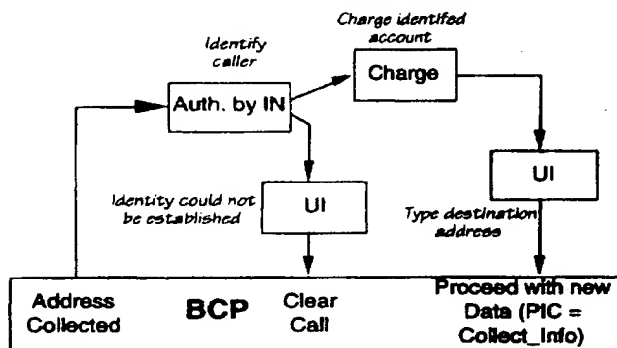 Charge identifed
account
Identify
caller
Charge
Auth. by IN
UI
Identity could not
be established
UI
Type destination
address
Address
Collected
BCP
Clear
Call
Proceed with new
Data (PIC =
Collect_Info)